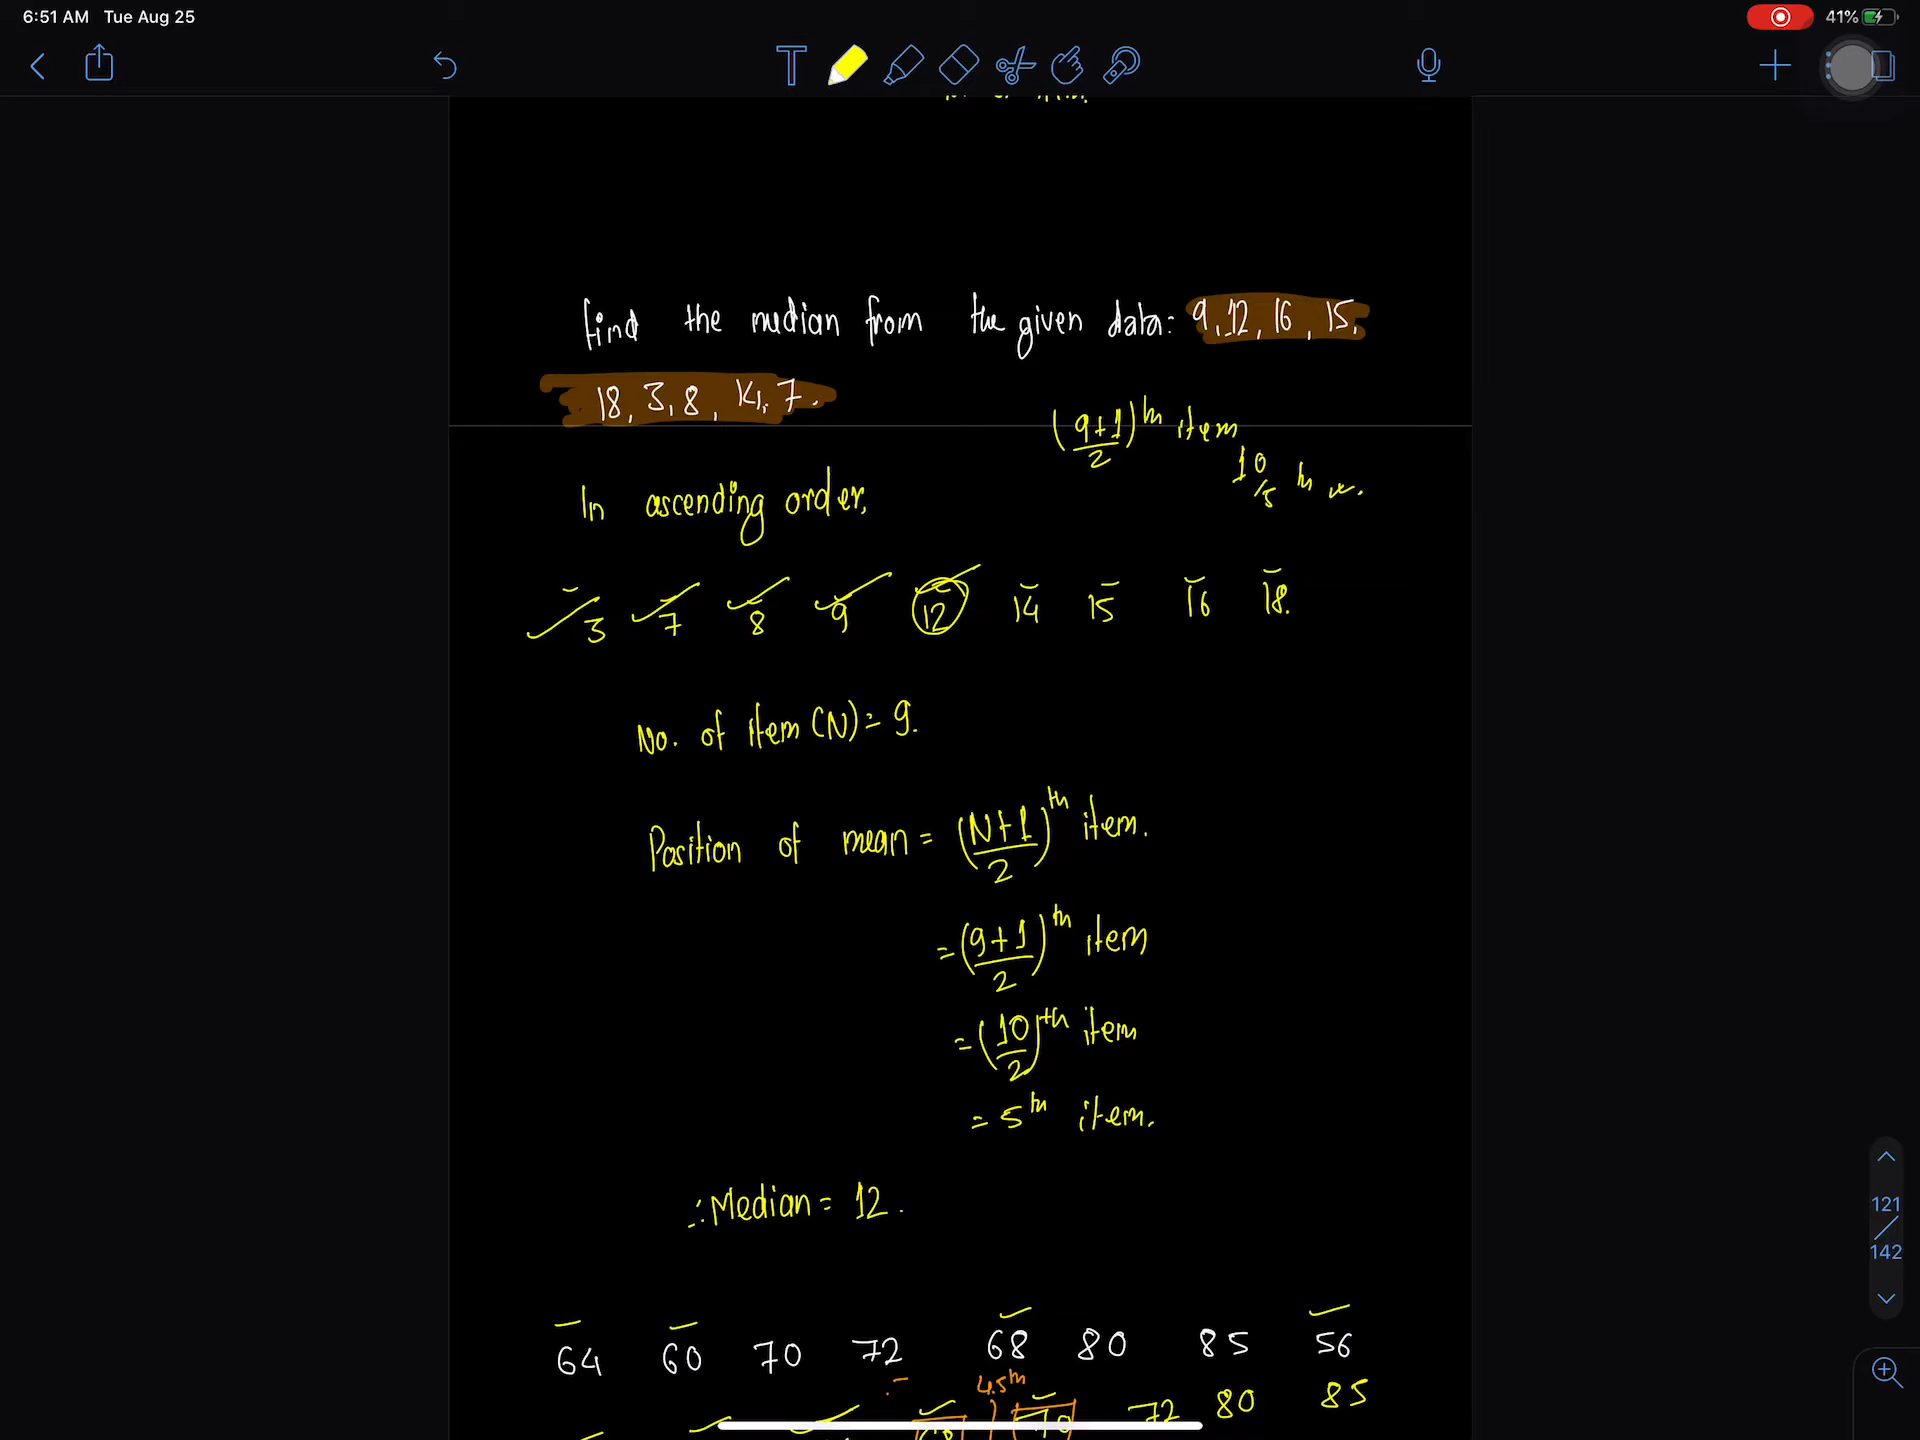 6:51 AM Tue Aug 25
41%
find the median from the given data: 9, 12, 16, 15,
18, 3, 8, 14, 7.
(9+1/2)th item
10
In ascending order,
3 7 8 9 12 14 15 16 18.
No. of item (N) = 9.
Position of mean = (N+1/2)th item.
= (9+1/2)th item
= (10/2)th item
= 5th item.
∴ Median = 12.
121
142
64 60 70 72 68 80 85 56
4.5th
70 72 80 85